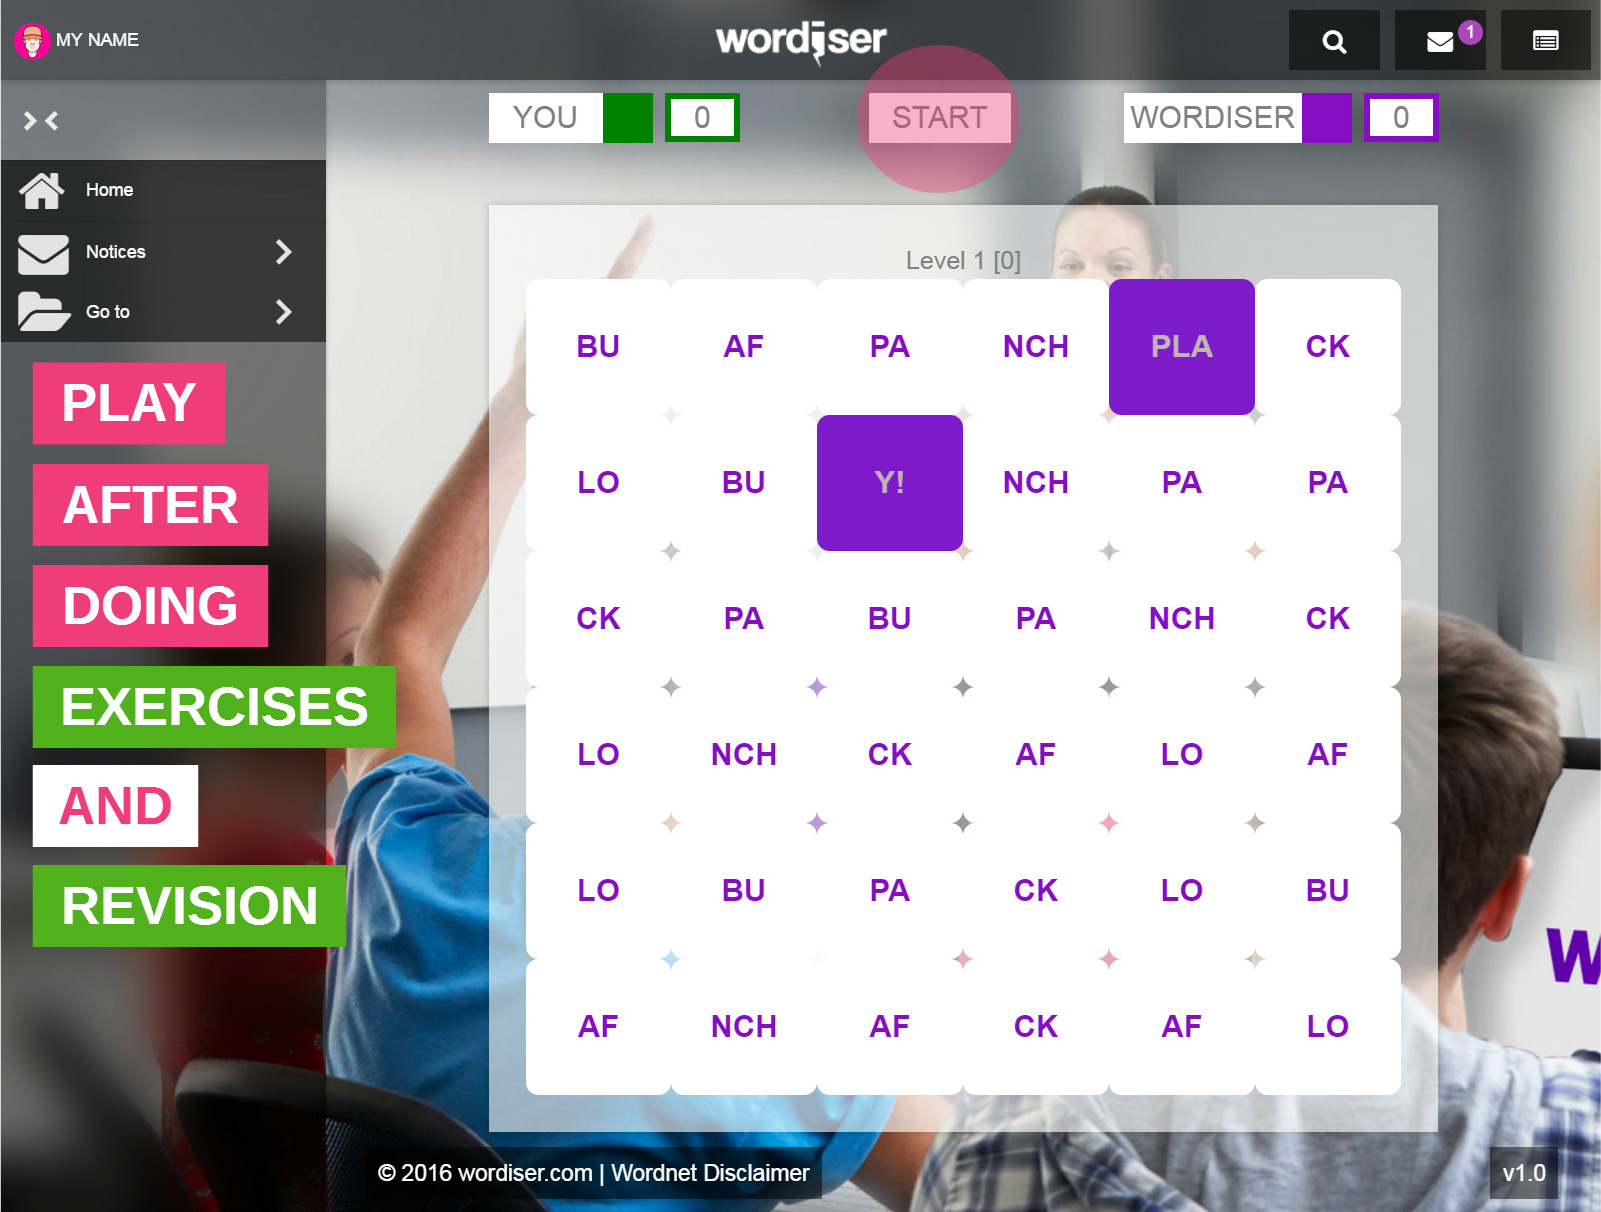 MY NAME
wordiser
1
YOU 0 START WORDISER 0
Home
Notices
Go to
PLAY
AFTER
DOING
EXERCISES
AND
REVISION
Level 1 [0]
BU AF PA NCH PLA CK
LO BU Y! NCH PA PA
CK PA BU PA NCH CK
LO NCH CK AF LO AF
LO BU PA CK LO BU
AF NCH AF CK AF LO
W
© 2016 wordiser.com | Wordnet Disclaimer
v1.0